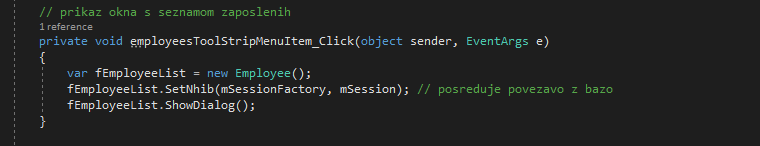 // prikaz okna s seznamom zaposlenih
1 reference
private void employeesToolStripMenuItem_Click(object sender, EventArgs e)
{
var fEmployeeList = new Employee();
fEmployeeList.SetNhib(mSessionFactory, mSession); // posreduje povezavo z bazo
fEmployeeList.ShowDialog();
}